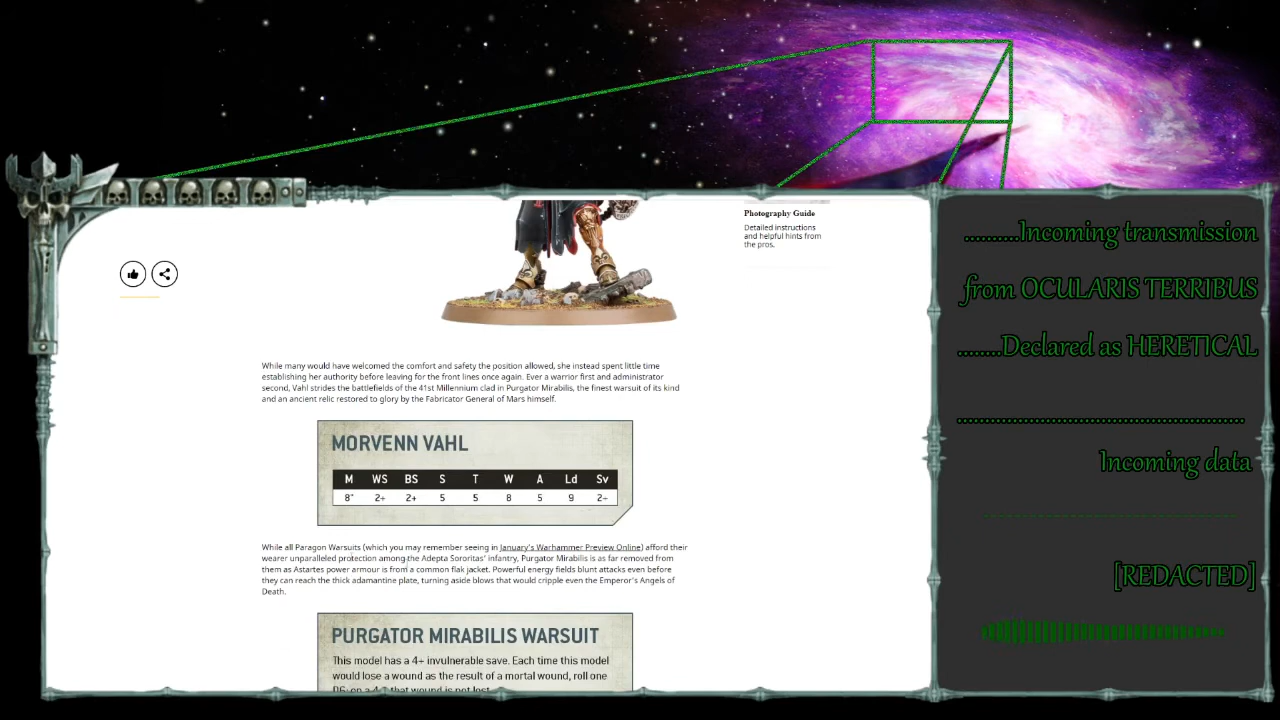 Photography Guide
Detailed instructions
and helpful hints from
the pros.
While many would have welcomed the comfort and safety the position allowed, she instead spent little time
establishing her authority before leaving for the front lines once again. Ever a warrior first and administrator
second, Vahl strides the battlefields of the 41st Millennium clad in Purgator Mirabilis, the finest warsuit of its kind
and an ancient relic restored to glory by the Fabricator General of Mars himself.
MORVENN VAHL
M WS BS S T W A Ld Sv
8" 2+ 2+ 5 5 8 5 9 2+
While all Paragon Warsuits (which you may remember seeing in January's Warhammer Preview Online) afford their
wearer unparalleled protection among the Adepta Sororitas' infantry, Purgator Mirabilis is as far removed from
them as Astartes power armour is from a common flak jacket. Powerful energy fields blunt attacks even before
they can reach the thick adamantine plate, turning aside blows that would cripple even the Emperor's Angels of
Death.
PURGATOR MIRABILIS WARSUIT
This model has a 4+ invulnerable save. Each time this model
would lose a wound as the result of a mortal wound, roll one
D6: on a 4+ that wound is not lost.
..........Incoming transmission
from OCULARIS TERRIBUS
........Declared as HERETICAL
Incoming data
[REDACTED]